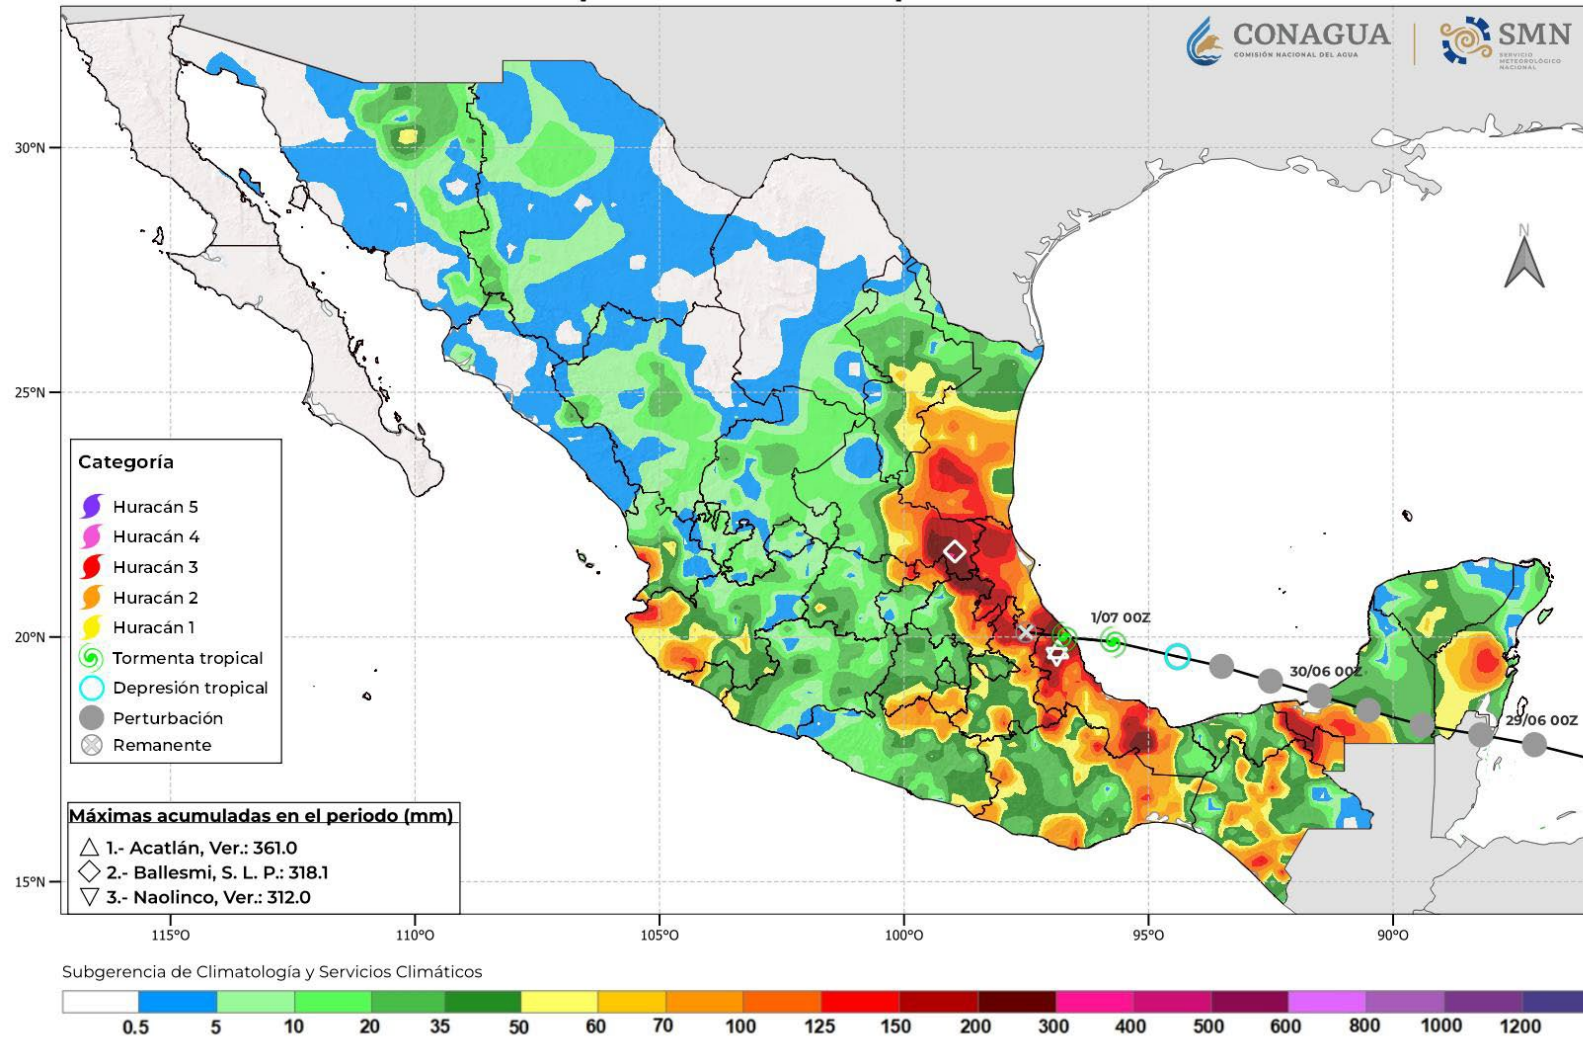 CONAGUA
COMISIÓN NACIONAL DEL AGUA
SMN
SERVICIO
METEOROLÓGICO
NACIONAL
30°N
N
25°N
Categoría
Huracán 5
Huracán 4
Huracán 3
Huracán 2
Huracán 1
Tormenta tropical
Depresión tropical
Perturbación
Remanente
20°N
1/07 00Z
30/06 00Z
29/06 00Z
Máximas acumuladas en el periodo (mm)
1.- Acatlán, Ver.: 361.0
2.- Ballesmi, S. L. P.: 318.1
3.- Naolinco, Ver.: 312.0
15°N
115°O 110°O 105°O 100°O 95°O 90°O
Subgerencia de Climatología y Servicios Climáticos
0.5 5 10 20 35 50 60 70 100 125 150 200 300 400 500 600 800 1000 1200